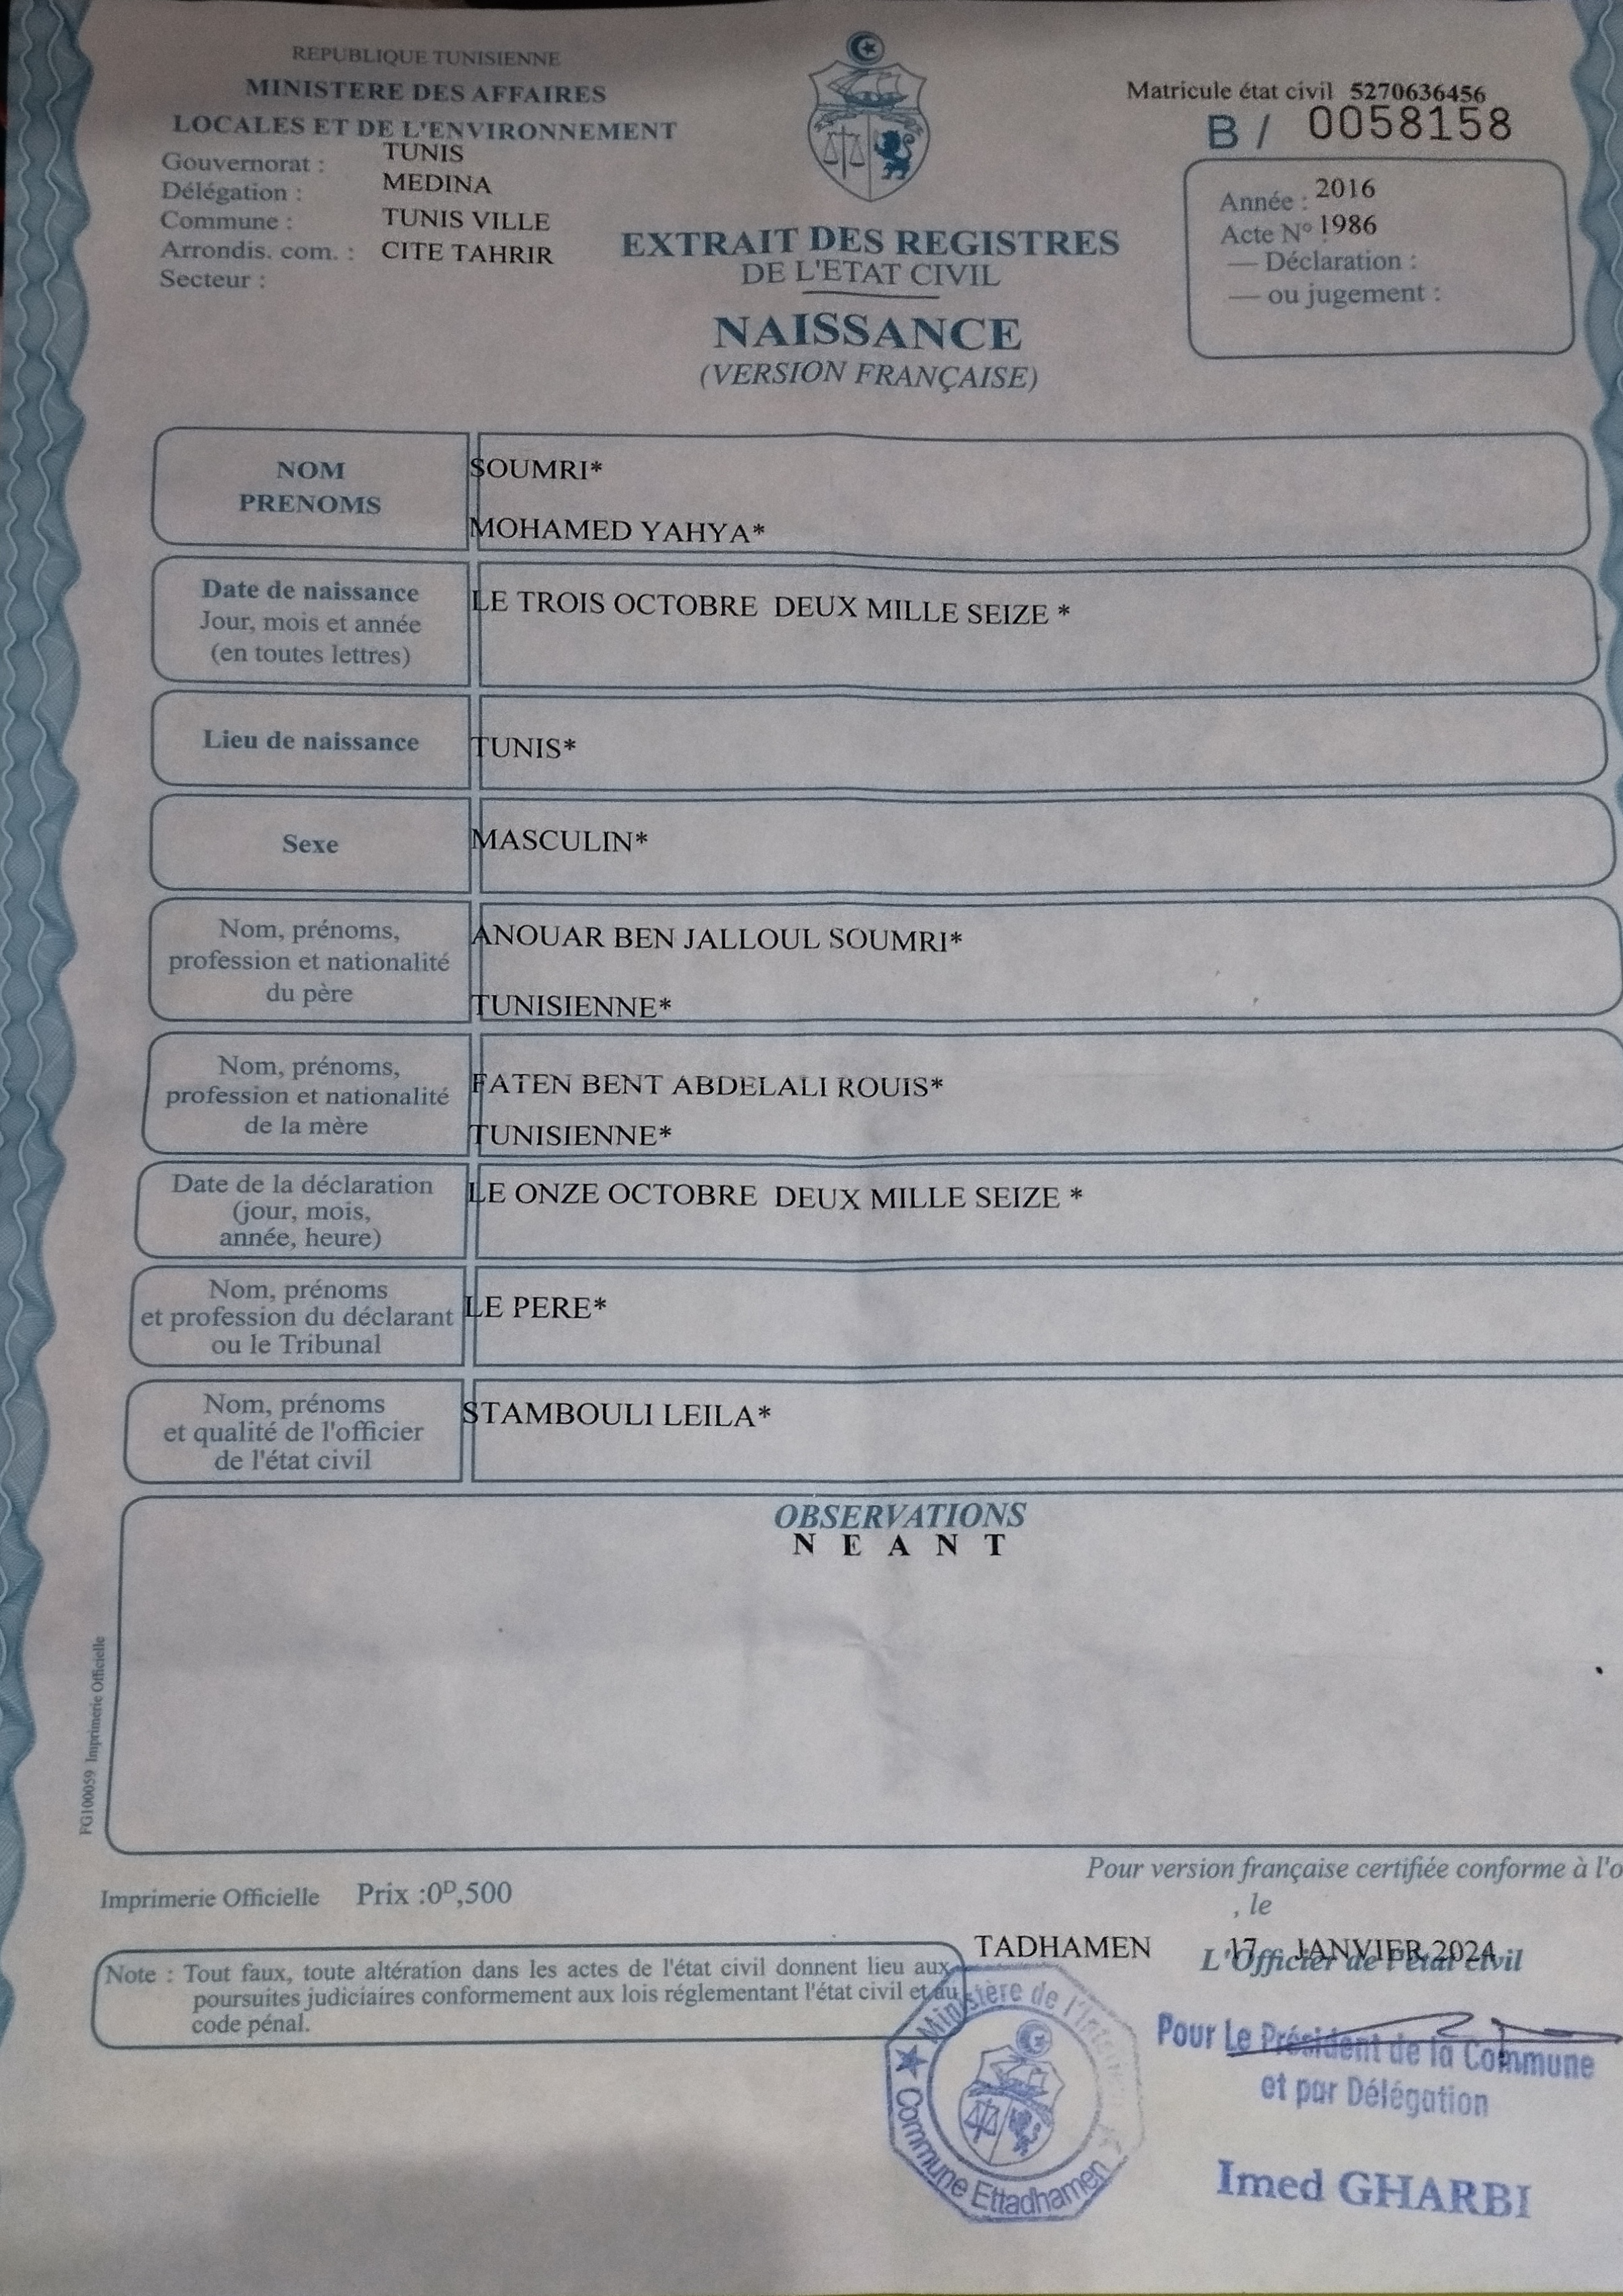 REPUBLIQUE TUNISIENNE
MINISTERE DES AFFAIRES
LOCALES ET DE L'ENVIRONNEMENT
Gouvernorat : TUNIS
Délégation : MEDINA
Commune : TUNIS VILLE
Arrondis. com. : CITE TAHRIR
Secteur :
EXTRAIT DES REGISTRES
DE L'ETAT CIVIL
NAISSANCE
(VERSION FRANÇAISE)
Matricule état civil 5270636456
B / 0058158
Année : 2016
Acte Nº : 1986
— Déclaration :
— ou jugement :
NOM
PRENOMS
SOUMRI*
MOHAMED YAHYA*
Date de naissance
Jour, mois et année
(en toutes lettres)
LE TROIS OCTOBRE DEUX MILLE SEIZE *
Lieu de naissance
TUNIS*
Sexe
MASCULIN*
Nom, prénoms,
profession et nationalité
du père
ANOUAR BEN JALLOUL SOUMRI*
TUNISIENNE*
Nom, prénoms,
profession et nationalité
de la mère
FATEN BENT ABDELALI ROUIS*
TUNISIENNE*
Date de la déclaration
(jour, mois,
année, heure)
LE ONZE OCTOBRE DEUX MILLE SEIZE *
Nom, prénoms
et profession du déclarant
ou le Tribunal
LE PERE*
Nom, prénoms
et qualité de l'officier
de l'état civil
STAMBOULI LEILA*
OBSERVATIONS
N E A N T
FG100059 Imprimerie Officielle
Imprimerie Officielle Prix :0ᴰ,500
Pour version française certifiée conforme à l'o
, le
TADHAMEN 17 JANVIER 2024
L'Officier de l'état civil
Note : Tout faux, toute altération dans les actes de l'état civil donnent lieu aux
poursuites judiciaires conformement aux lois réglementant l'état civil et au
code pénal.
Ministère de l'Inter
Commune Ettadhamen
Pour Le Président de la Commune
et par Délégation
Imed GHARBI